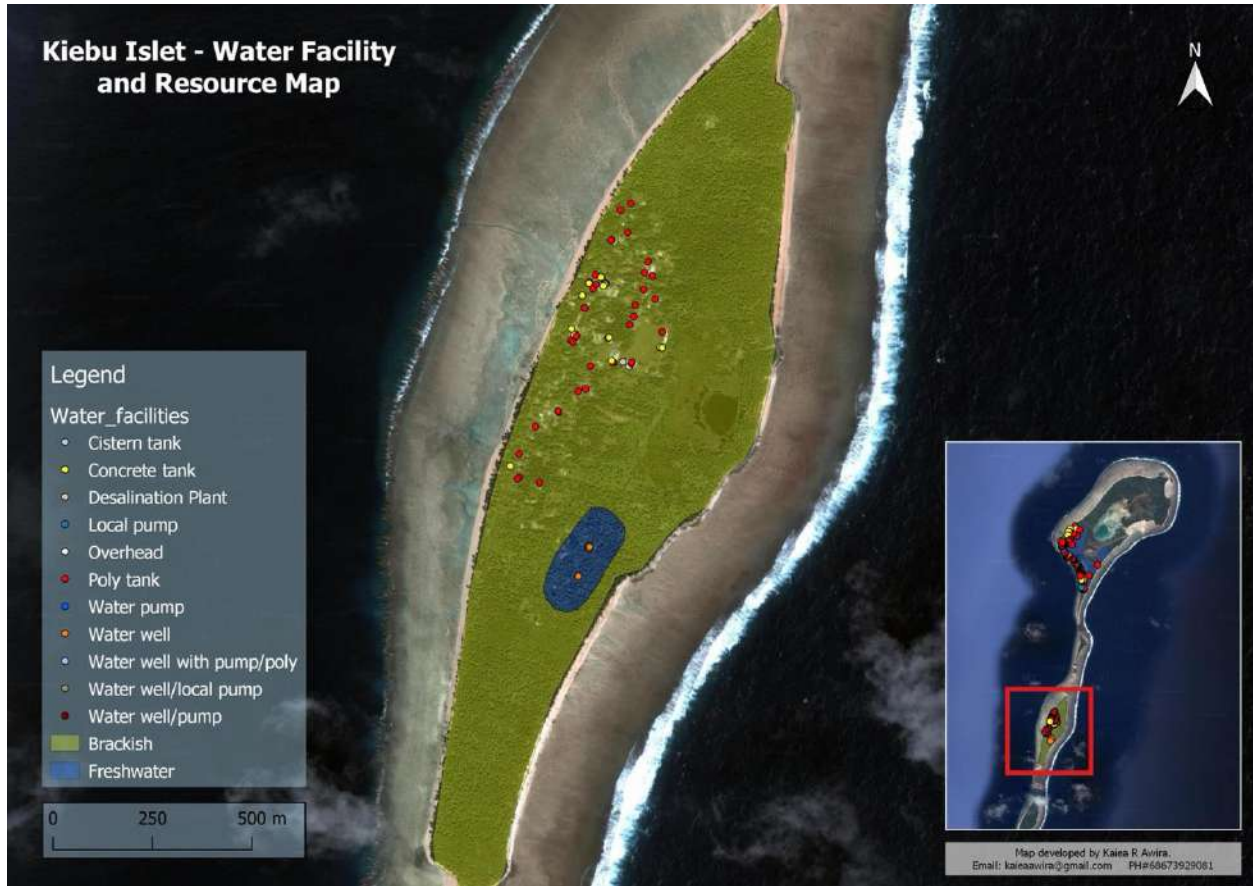 Kiebu Islet - Water Facility
and Resource Map
N
Legend
Water_facilities
Cistern tank
Concrete tank
Desalination Plant
Local pump
Overhead
Poly tank
Water pump
Water well
Water well with pump/poly
Water well/local pump
Water well/pump
Brackish
Freshwater
0 250 500 m
Map developed by Kaiea R Awira.
Email: kaieaawira@gmail.com PH#68673929081